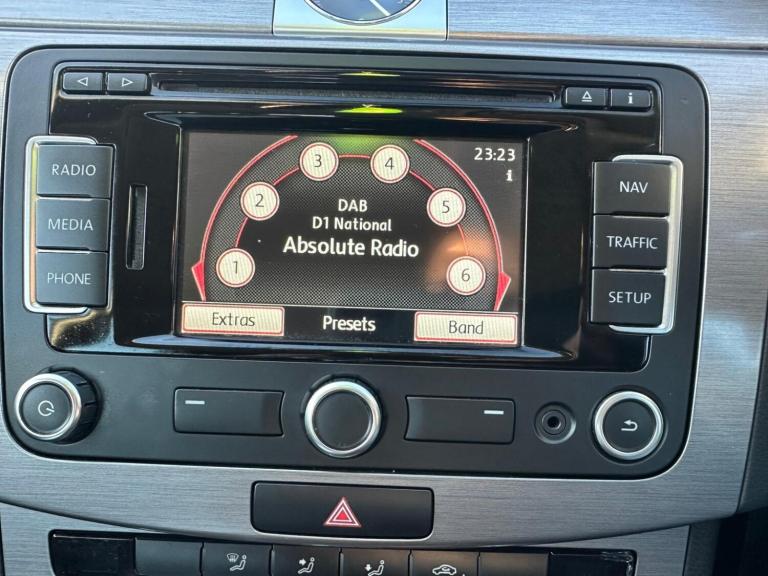 RADIO
MEDIA
PHONE
3
4
23:23
i
2
DAB
5
D1 National
Absolute Radio
1
6
Extras
Presets
Band
i
NAV
TRAFFIC
SETUP